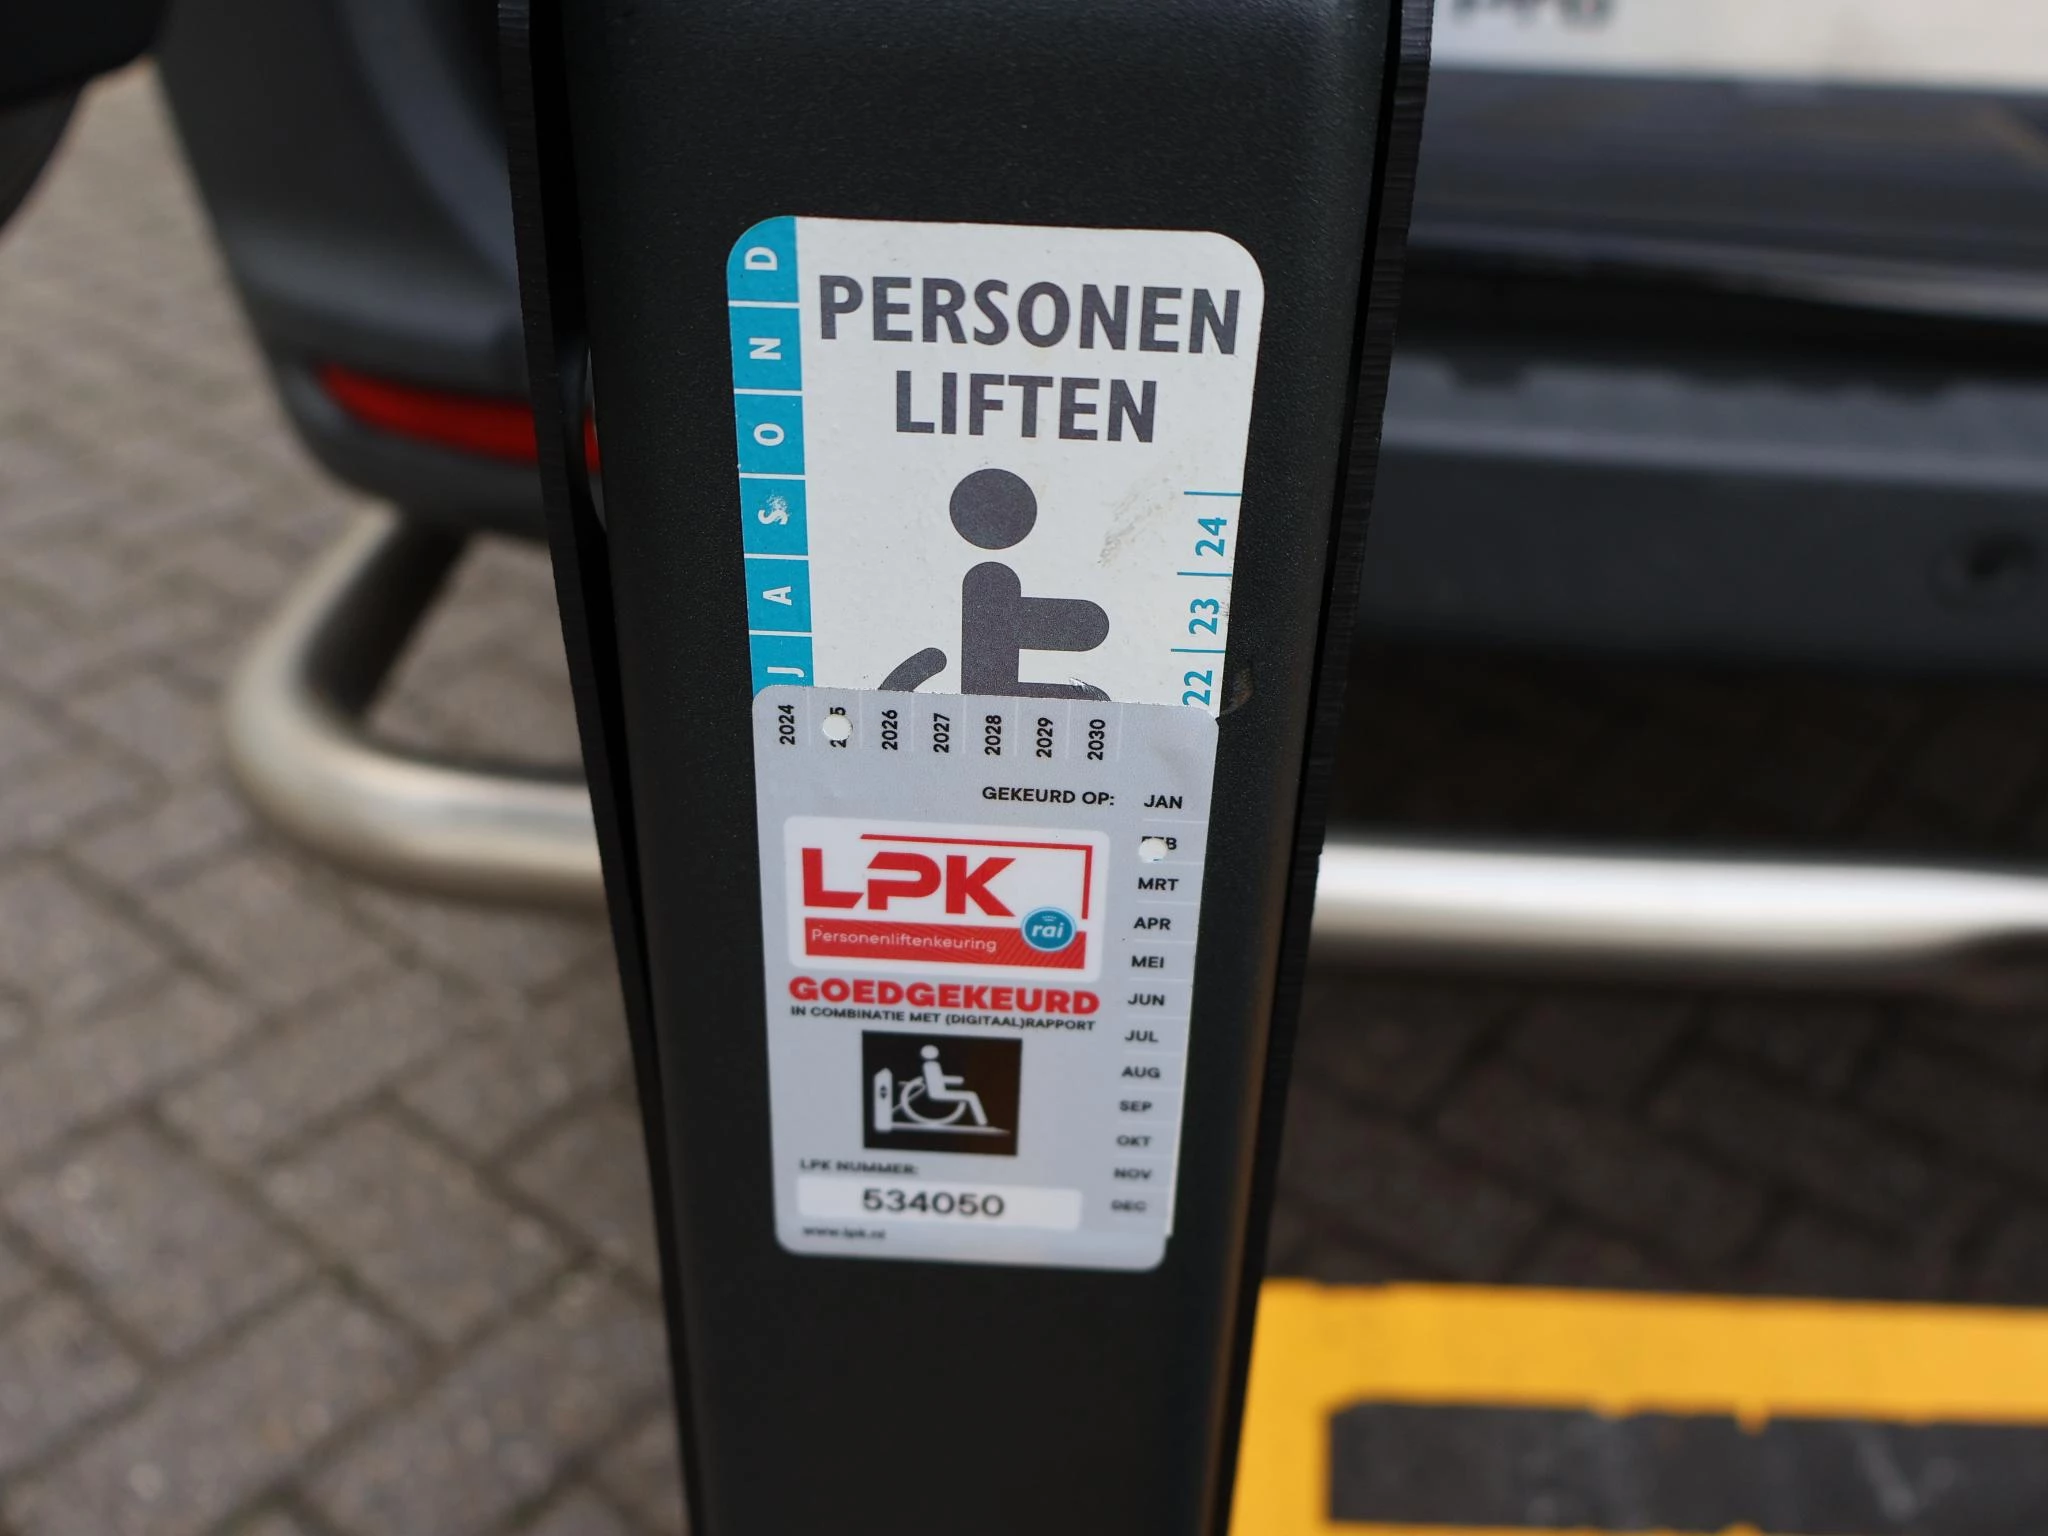 D
N
O
S
A
J
PERSONEN
LIFTEN
24
23
22
2024
2026
2027
2028
2029
2030
GEKEURD OP:
JAN
MRT
APR
MEI
JUN
JUL
AUG
SEP
OKT
NOV
DEC
LPK
Personenliftenkeuring
rai
GOEDGEKEURD
IN COMBINATIE MET (DIGITAAL)RAPPORT
LPK NUMMER:
534050
www.lpk.nl